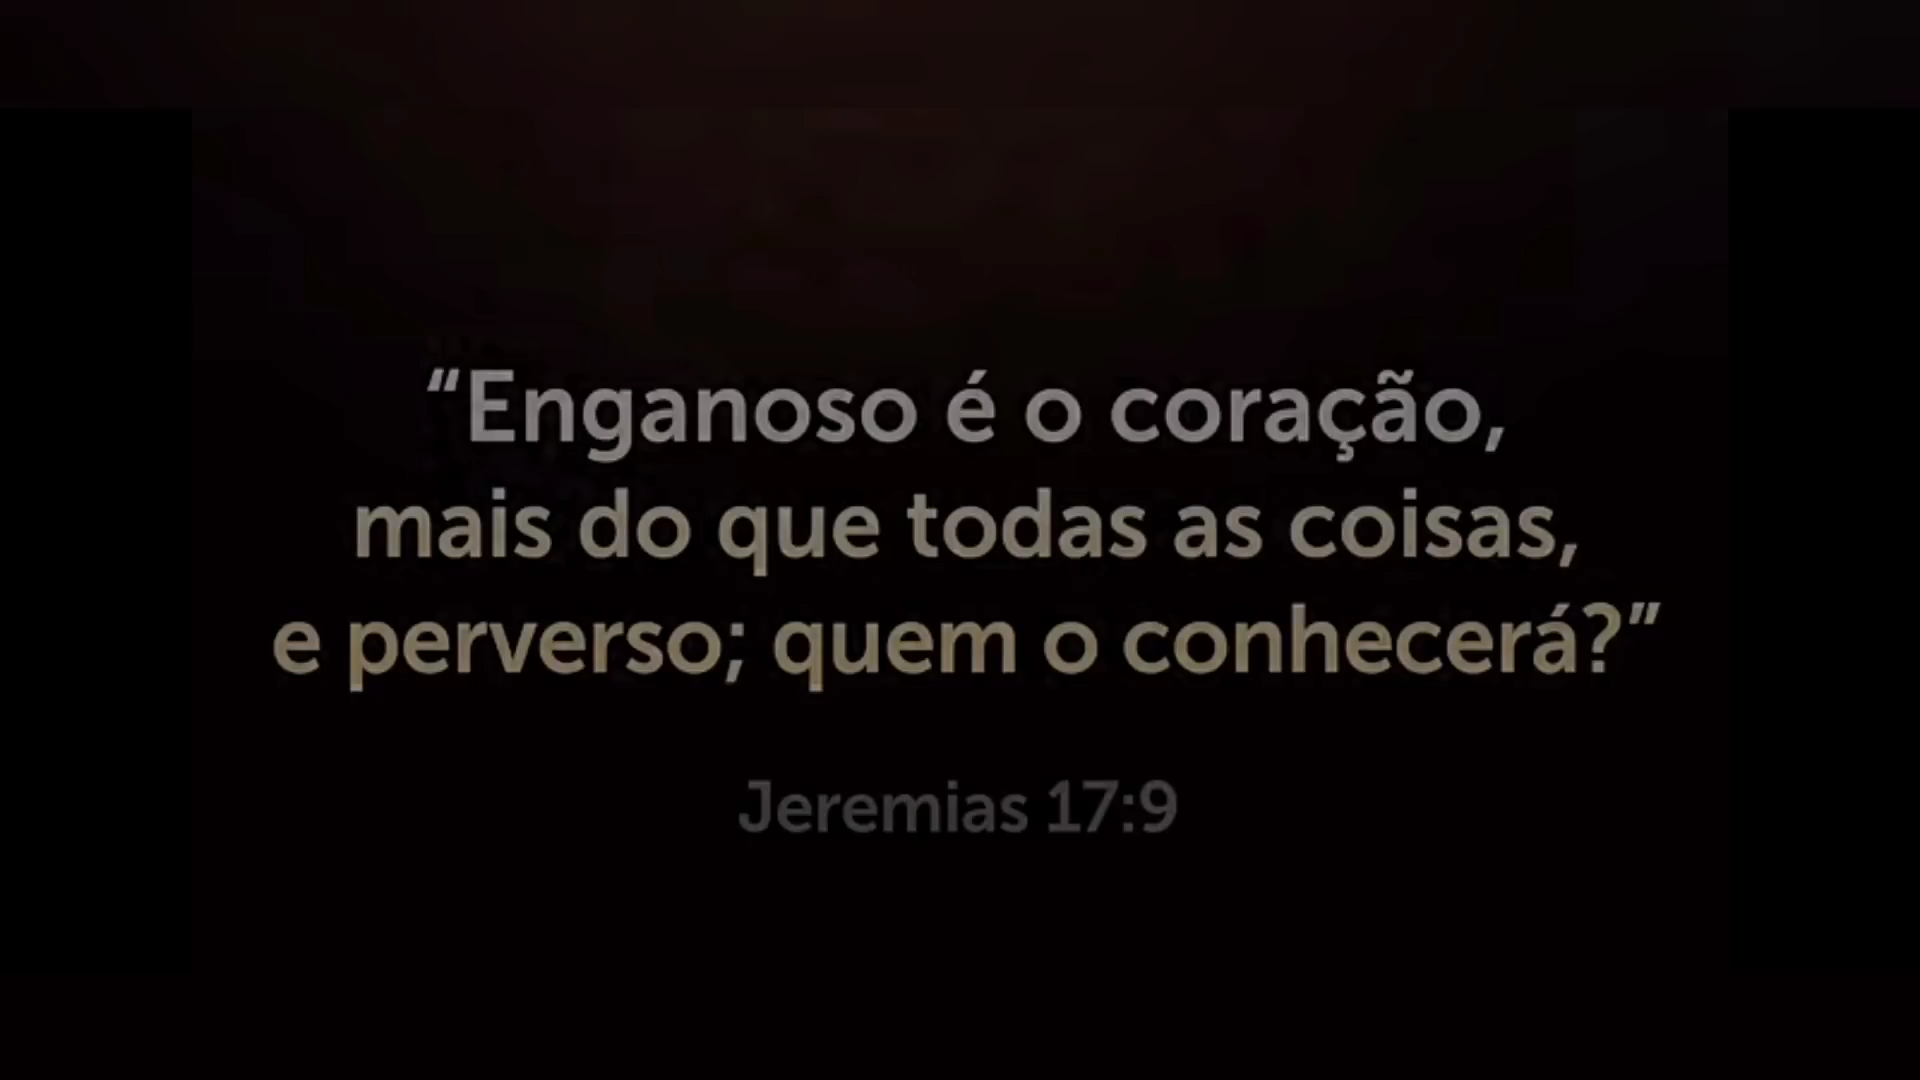 “Enganoso é o coração,
mais do que todas as coisas,
e perverso; quem o conhecerá?”
Jeremias 17:9